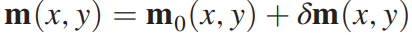 𝐦(x, y) = 𝐦₀(x, y) + δ𝐦(x, y)